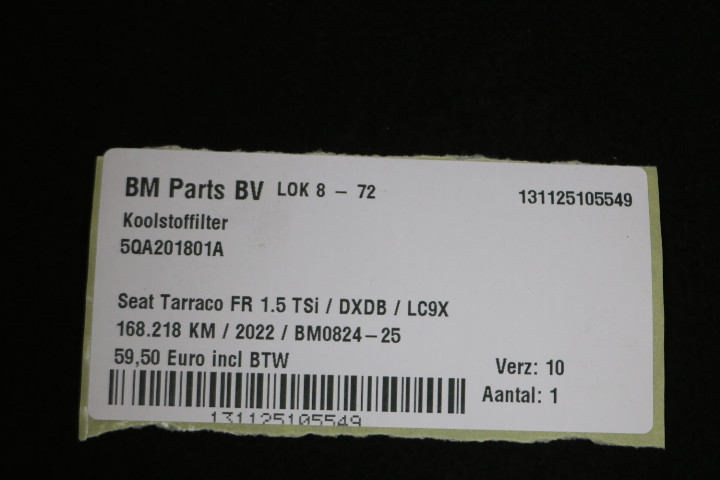 BM Parts BV LOK 8 - 72
131125105549
Koolstoffilter
5QA201801A
Seat Tarraco FR 1.5 TSi / DXDB / LC9X
168.218 KM / 2022 / BM0824-25
59,50 Euro incl BTW
Verz: 10
Aantal: 1
131125105549